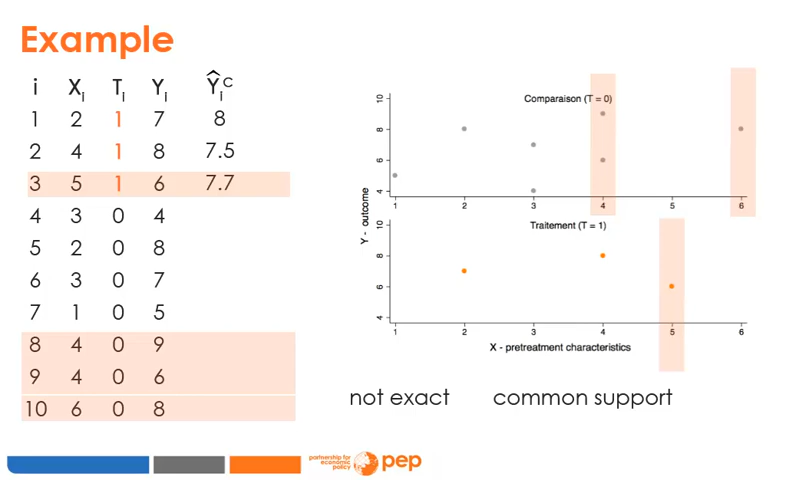 Example
i Xi Ti Yi Ŷiᶜ
1 2 1 7 8
2 4 1 8 7.5
3 5 1 6 7.7
4 3 0 4
5 2 0 8
6 3 0 7
7 1 0 5
8 4 0 9
9 4 0 6
10 6 0 8
Comparaison (T = 0)
10
8
6
4
1 2 3 4 5 6
Y - outcome
Traitement (T = 1)
10
8
6
4
1 2 3 4 5 6
X - pretreatment characteristics
not exact common support
partnership for
economic
policy
pep